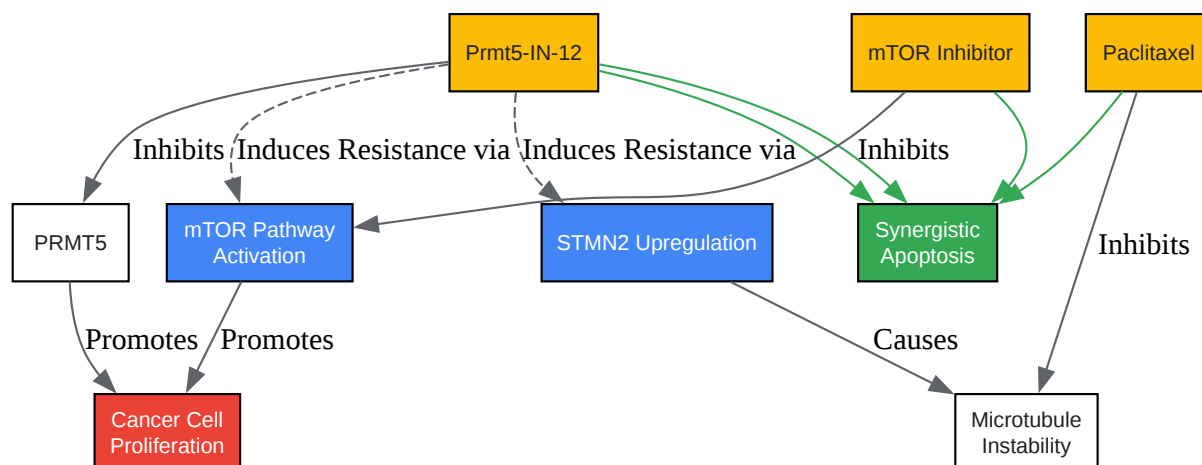 Prmt5-IN-12
mTOR Inhibitor
Paclitaxel
Inhibits
Induces Resistance via
Induces Resistance via
Inhibits
PRMT5
mTOR Pathway
Activation
STMN2 Upregulation
Synergistic
Apoptosis
Inhibits
Promotes
Promotes
Causes
Cancer Cell
Proliferation
Microtubule
Instability